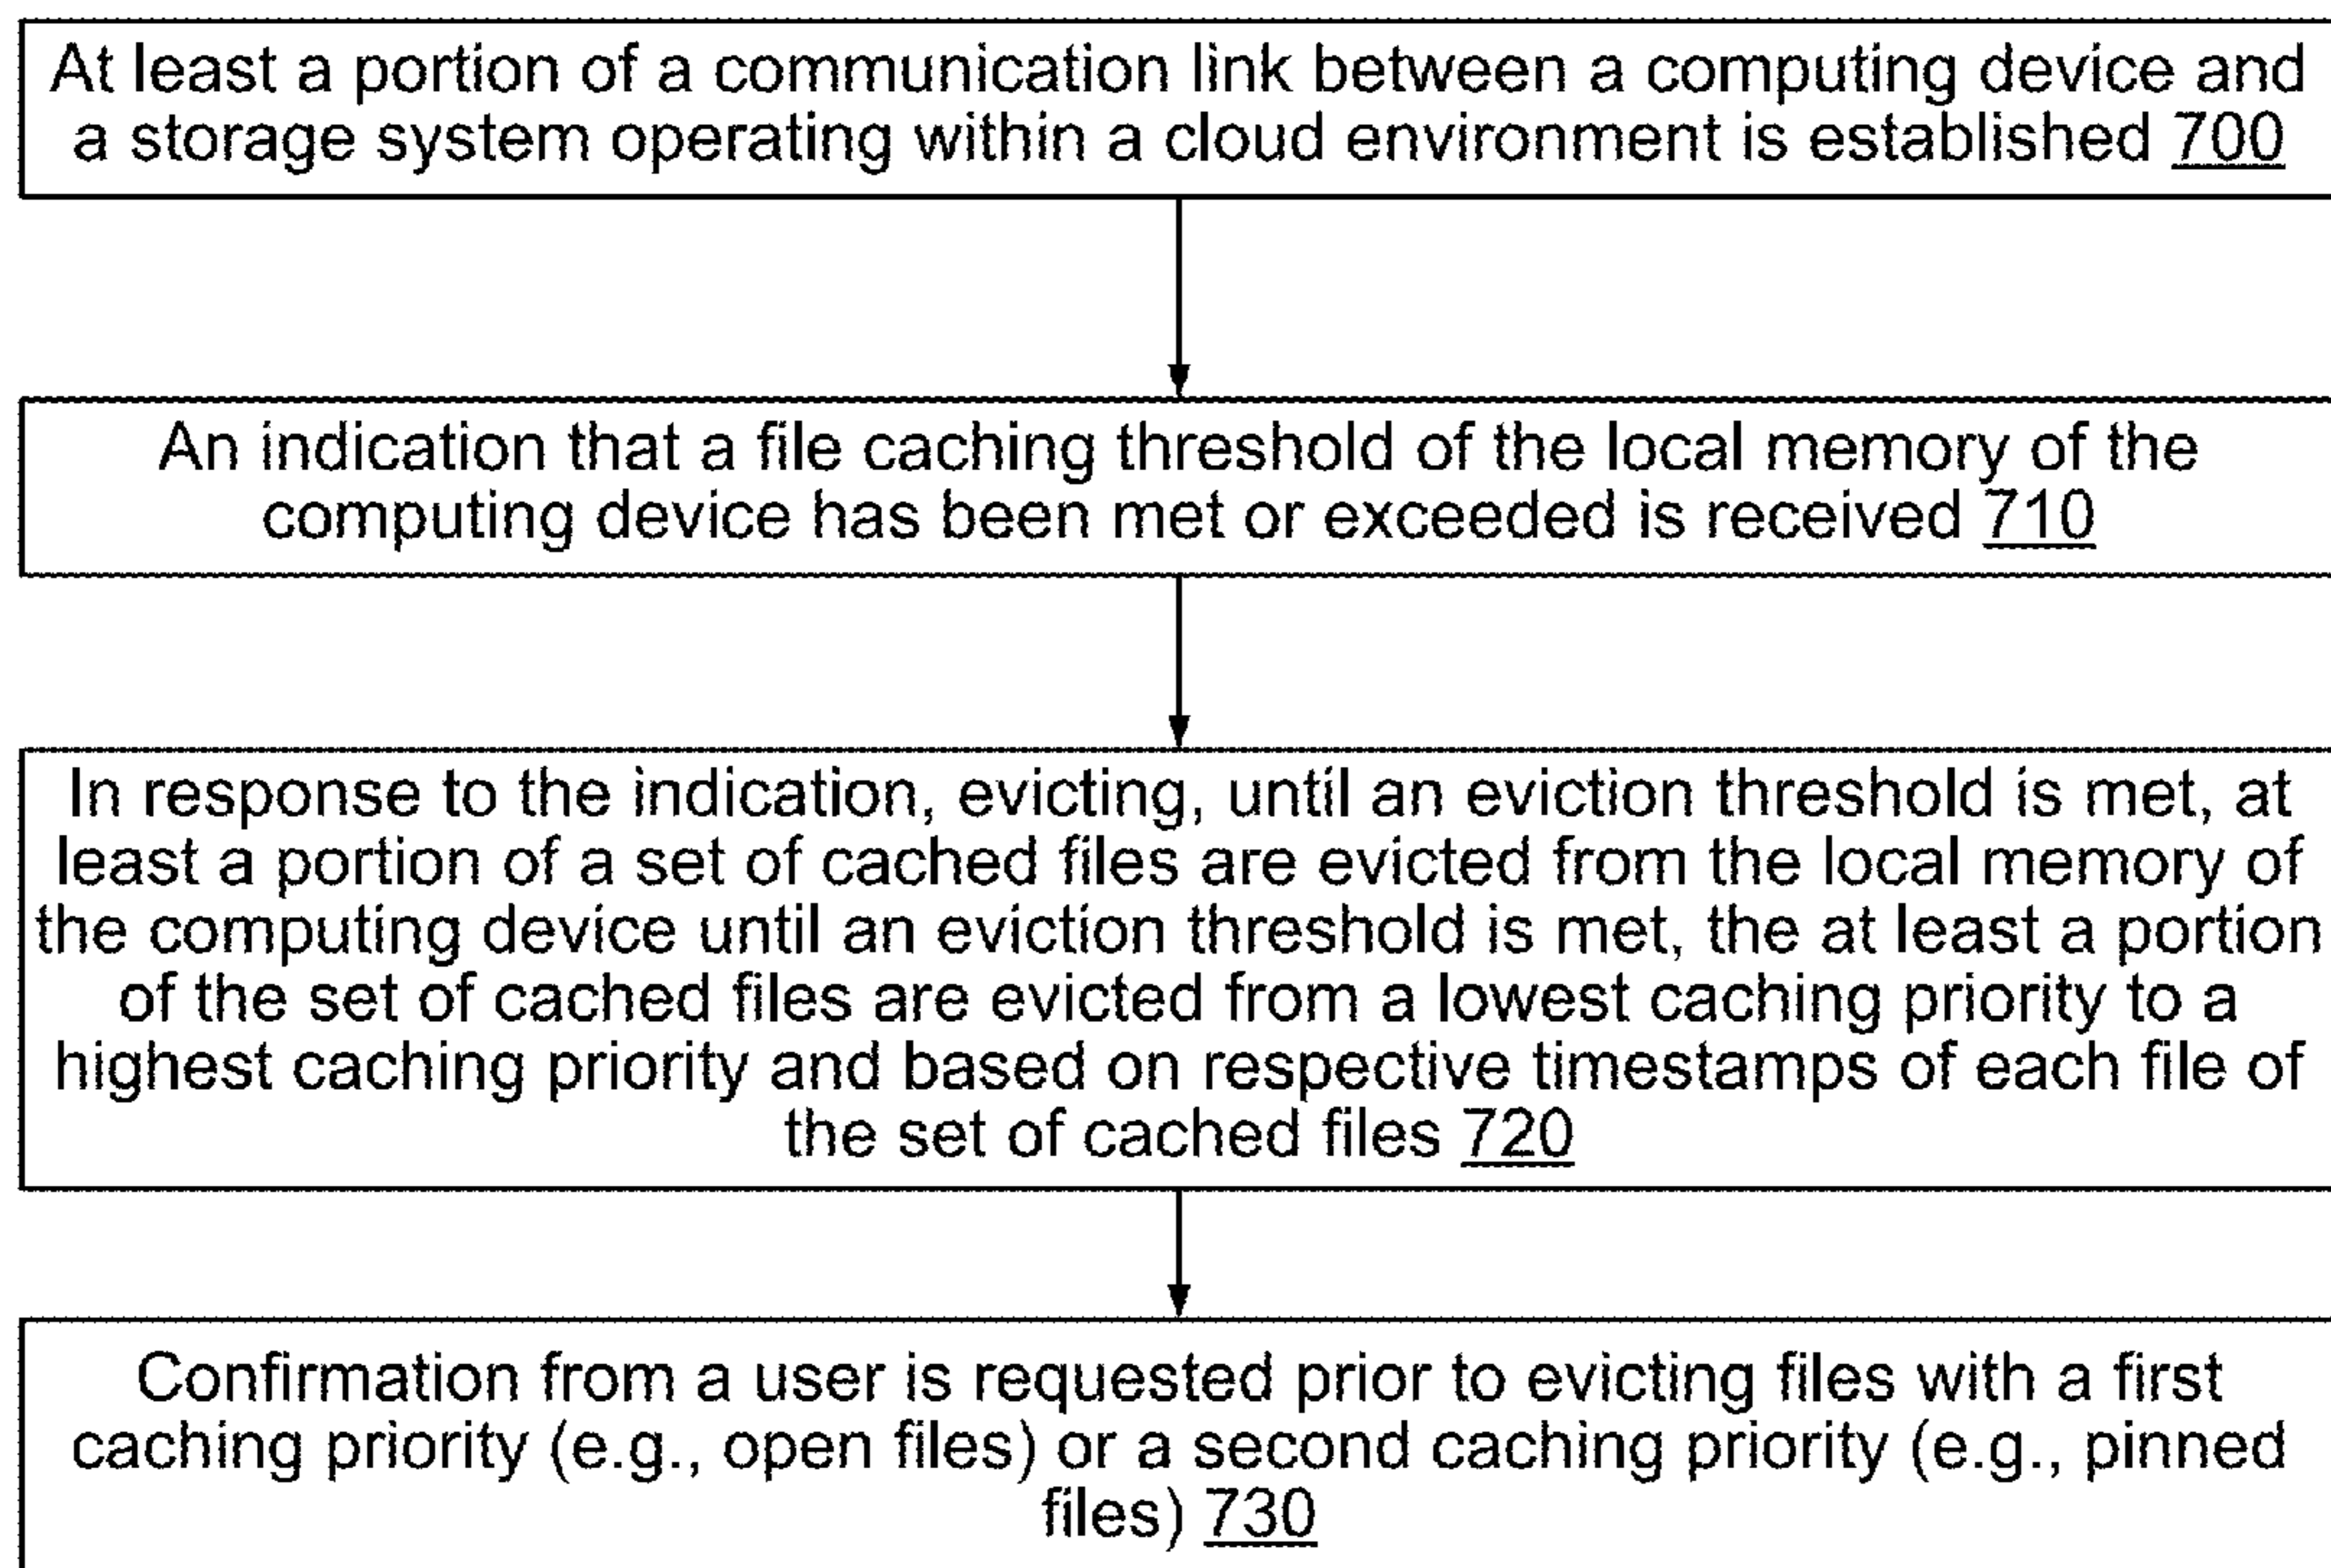 At least a portion of a communication link between a computing device and
a storage system operating within a cloud environment is established 700
An indication that a file caching threshold of the local memory of the
computing device has been met or exceeded is received 710
In response to the indication, evicting, until an eviction threshold is met, at
least a portion of a set of cached files are evicted from the local memory of
the computing device until an eviction threshold is met, the at least a portion
of the set of cached files are evicted from a lowest caching priority to a
highest caching priority and based on respective timestamps of each file of
the set of cached files 720
Confirmation from a user is requested prior to evicting files with a first
caching priority (e.g., open files) or a second caching priority (e.g., pinned
files) 730